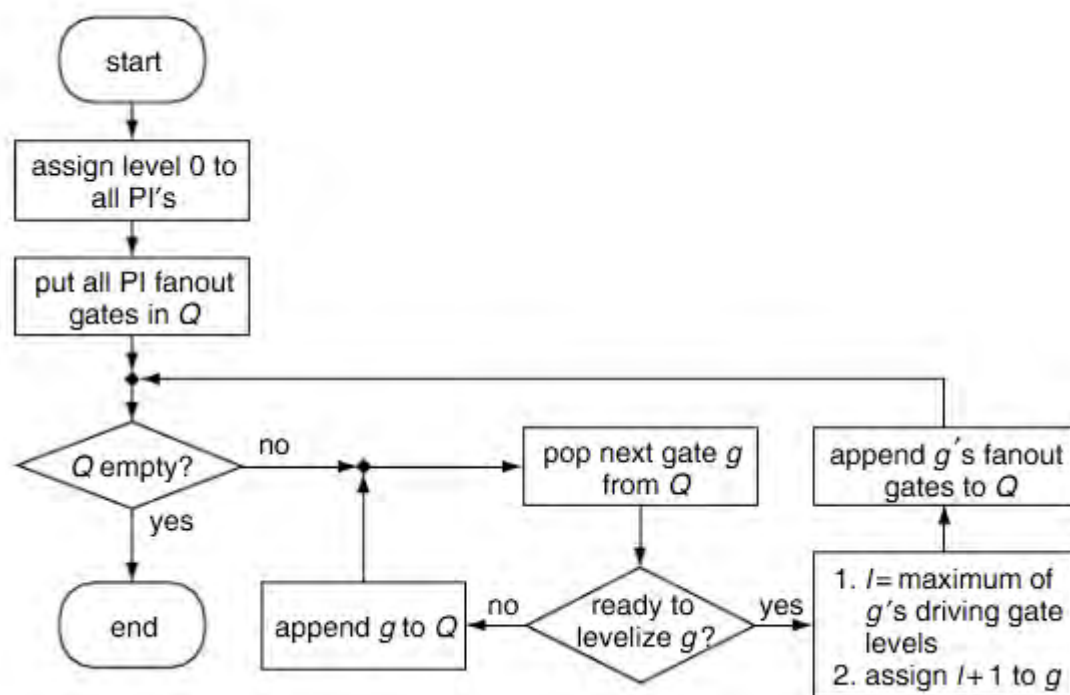 start
assign level 0 to
all PI's
put all PI fanout
gates in Q
Q empty?
no
yes
end
pop next gate g
from Q
ready to
levelize g?
no
append g to Q
yes
1. l= maximum of
g's driving gate
levels
2. assign l+1 to g
append g's fanout
gates to Q